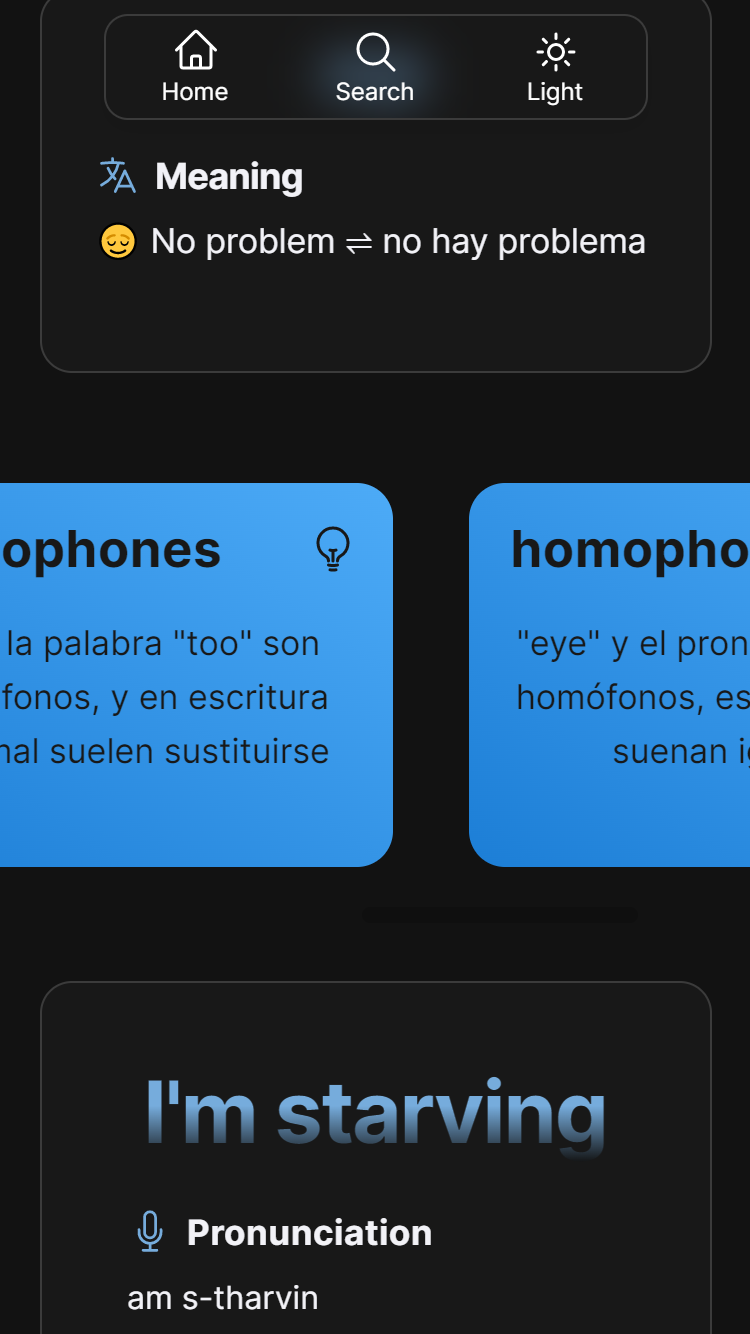 Home Search Light
Meaning
No problem ⇌ no hay problema
ophones
la palabra "too" son
fonos, y en escritura
nal suelen sustituirse
homopho
"eye" y el pron
homófonos, es
suenan ig
I'm starving
Pronunciation
am s-tharvin